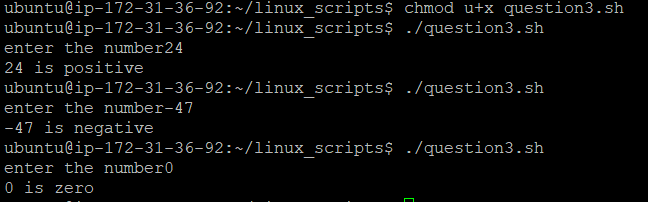 ubuntu@ip-172-31-36-92:~/linux_scripts$ chmod u+x question3.sh
ubuntu@ip-172-31-36-92:~/linux_scripts$ ./question3.sh
enter the number24
24 is positive
ubuntu@ip-172-31-36-92:~/linux_scripts$ ./question3.sh
enter the number-47
-47 is negative
ubuntu@ip-172-31-36-92:~/linux_scripts$ ./question3.sh
enter the number0
0 is zero